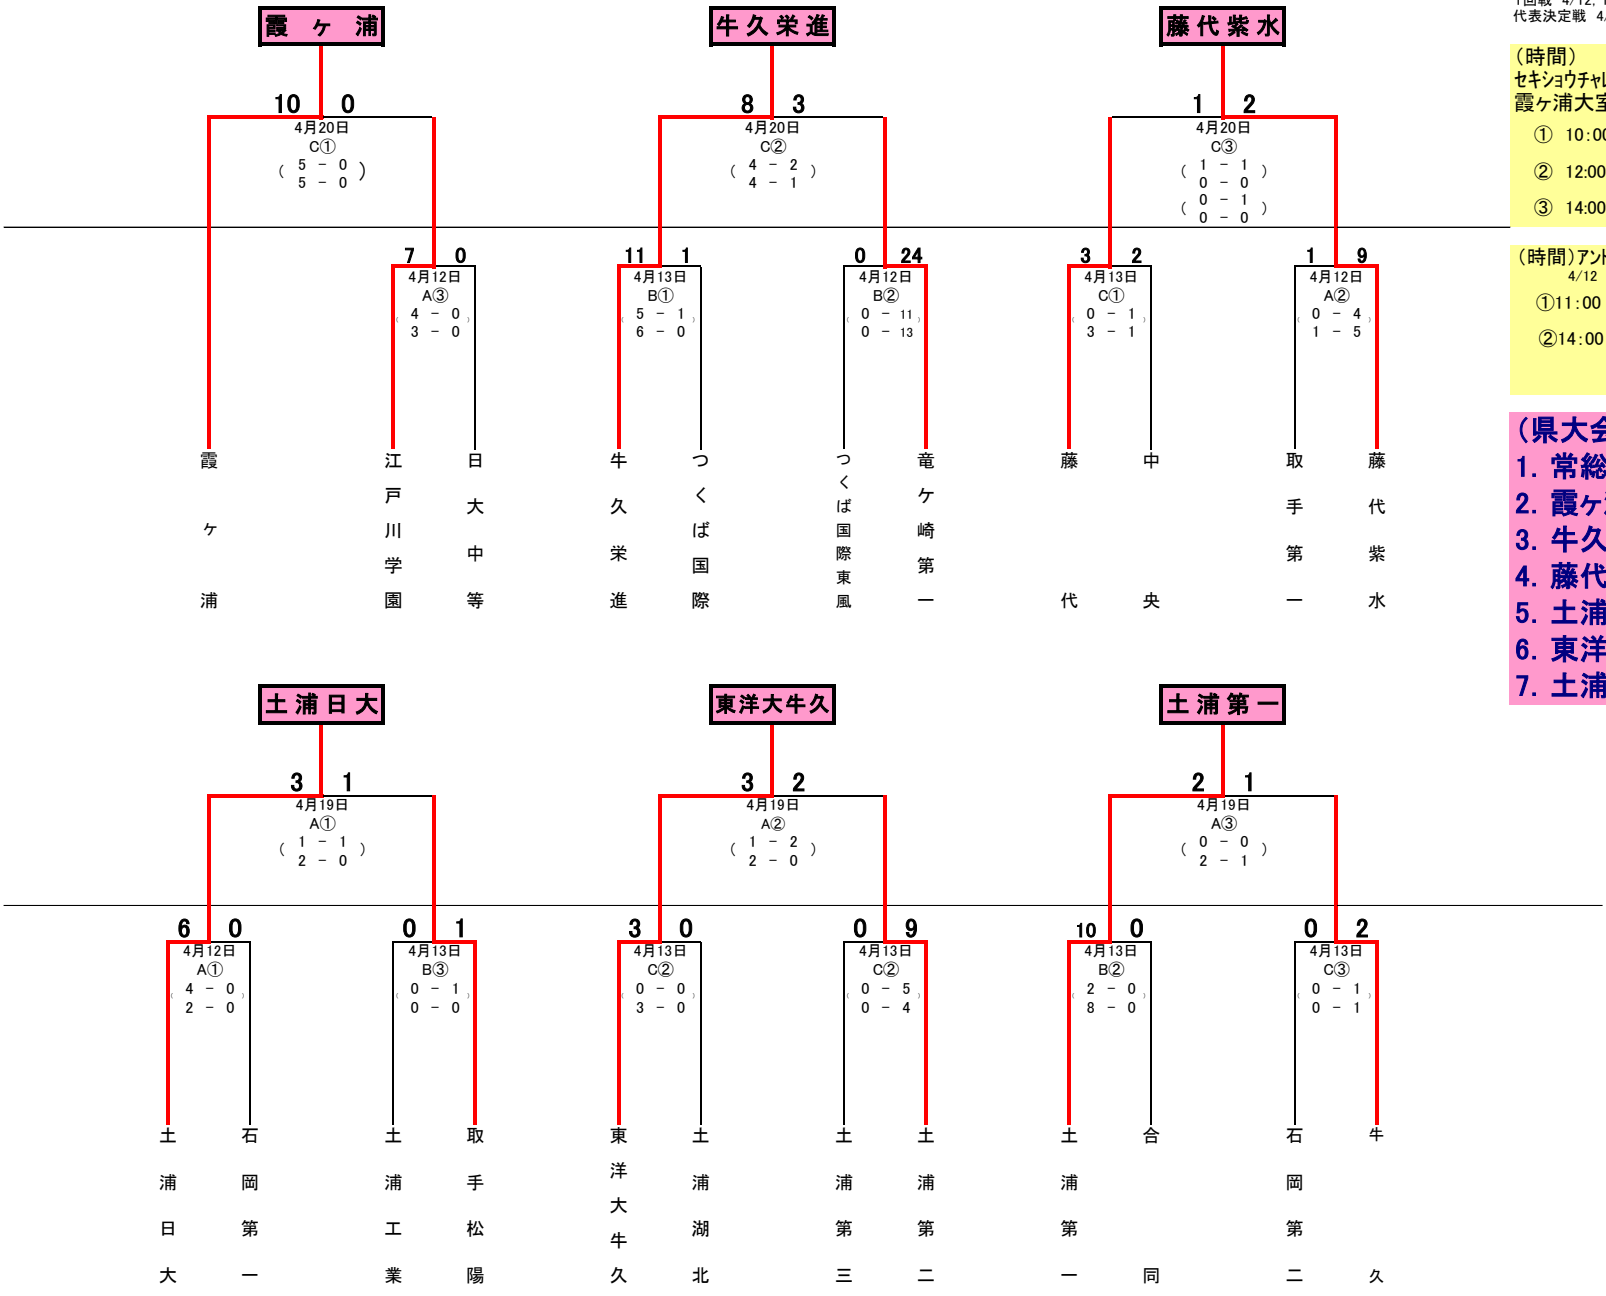 霞ヶ浦
牛久栄進
藤代紫水
代表決定戦 4/
10 0
4月20日
C①
( 5 - 0 )
5 - 0
8 3
4月20日
C②
( 4 - 2 )
4 - 1
1 2
4月20日
C③
( 1 - 1 )
0 - 0
( 0 - 1 )
0 - 0
(時間)
セキショウチャレ
霞ヶ浦大室
① 10:00
② 12:00
③ 14:00
7 0
4月12日
A③
4 - 0
3 - 0
11 1
4月13日
B①
5 - 1
6 - 0
0 24
4月12日
B②
0 - 11
0 - 13
3 2
4月13日
C①
0 - 1
3 - 1
1 9
4月12日
A②
0 - 4
1 - 5
(時間)アント
4/12
①11:00
②14:00
霞ヶ浦
江戸川学園
日大中等
牛久栄進
つくば国際
つくば国際東風
竜ケ崎第一
藤代
中央
取手第一
藤代紫水
(県大会
1. 常総
2. 霞ヶ浦
3. 牛久
4. 藤代
5. 土浦
6. 東洋
7. 土浦
土浦日大
東洋大牛久
土浦第一
3 1
4月19日
A①
( 1 - 1 )
2 - 0
3 2
4月19日
A②
( 1 - 2 )
2 - 0
2 1
4月19日
A③
( 0 - 0 )
2 - 1
6 0
4月12日
A①
4 - 0
2 - 0
0 1
4月13日
B③
0 - 1
0 - 0
3 0
4月13日
C②
0 - 0
3 - 0
0 9
4月13日
C②
0 - 5
0 - 4
10 0
4月13日
B②
2 - 0
8 - 0
0 2
4月13日
C③
0 - 1
0 - 1
土浦日大
石岡第一
土浦工業
取手松陽
東洋大牛久
土浦湖北
土浦第三
土浦第二
土浦第一
合同
石岡第二
牛久